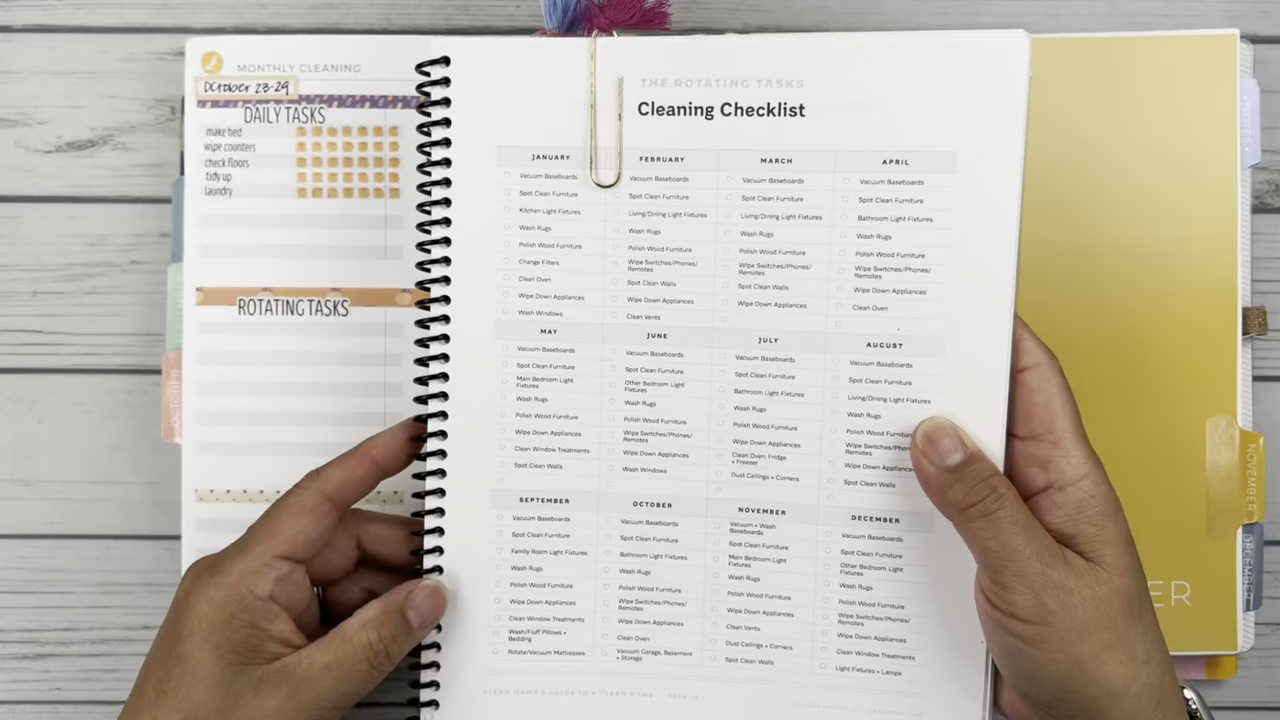 MONTHLY CLEANING
October 23-29
DAILY TASKS
make bed
wipe counters
check floors
tidy up
laundry
ROTATING TASKS
THE ROTATING TASKS
Cleaning Checklist
JANUARY
Vacuum Baseboards
Spot Clean Furniture
Kitchen Light Fixtures
Wash Rugs
Polish Wood Furniture
Change Filters
Clean Oven
Wipe Down Appliances
Wash Windows
FEBRUARY
Vacuum Baseboards
Spot Clean Furniture
Living/Dining Light Fixtures
Wash Rugs
Polish Wood Furniture
Wipe Switches/Phones/
Remotes
Spot Clean Walls
Wipe Down Appliances
Clean Vents
MARCH
Vacuum Baseboards
Spot Clean Furniture
Living/Dining Light Fixtures
Wash Rugs
Polish Wood Furniture
Wipe Switches/Phones/
Remotes
Spot Clean Walls
Wipe Down Appliances
APRIL
Vacuum Baseboards
Spot Clean Furniture
Bathroom Light Fixtures
Wash Rugs
Polish Wood Furniture
Wipe Switches/Phones/
Remotes
Wipe Down Appliances
Clean Oven
MAY
Vacuum Baseboards
Spot Clean Furniture
Main Bedroom Light
Fixtures
Wash Rugs
Polish Wood Furniture
Wipe Down Appliances
Clean Window Treatments
Spot Clean Walls
JUNE
Vacuum Baseboards
Spot Clean Furniture
Other Bedroom Light
Fixtures
Wash Rugs
Polish Wood Furniture
Wipe Switches/Phones/
Remotes
Wipe Down Appliances
Wash Windows
JULY
Vacuum Baseboards
Spot Clean Furniture
Bathroom Light Fixtures
Wash Rugs
Polish Wood Furniture
Wipe Down Appliances
Clean Oven, Fridge
+ Freezer
Dust Ceilings + Corners
AUGUST
Vacuum Baseboards
Spot Clean Furniture
Living/Dining Light Fixtures
Wash Rugs
Polish Wood Furniture
Wipe Switches/Phones/
Remotes
Wipe Down Appliances
Spot Clean Walls
SEPTEMBER
Vacuum Baseboards
Spot Clean Furniture
Family Room Light Fixtures
Wash Rugs
Polish Wood Furniture
Wipe Down Appliances
Clean Window Treatments
Wash/Fluff Pillows +
Bedding
Rotate/Vacuum Mattresses
OCTOBER
Vacuum Baseboards
Spot Clean Furniture
Bathroom Light Fixtures
Wash Rugs
Polish Wood Furniture
Wipe Switches/Phones/
Remotes
Wipe Down Appliances
Clean Oven
Vacuum Garage, Basement
+ Storage
NOVEMBER
Vacuum + Wash
Baseboards
Spot Clean Furniture
Main Bedroom Light
Fixtures
Wash Rugs
Polish Wood Furniture
Wipe Down Appliances
Clean Vents
Dust Ceilings + Corners
Spot Clean Walls
DECEMBER
Vacuum Baseboards
Spot Clean Furniture
Other Bedroom Light
Fixtures
Wash Rugs
Polish Wood Furniture
Wipe Switches/Phones/
Remotes
Wipe Down Appliances
Clean Window Treatments
Light Fixtures + Lamps
CLEAN MAMA'S GUIDE TO A CLEAN HOME
OCTOBER
NOTES
NOVEMBER
DECEMBER
ER